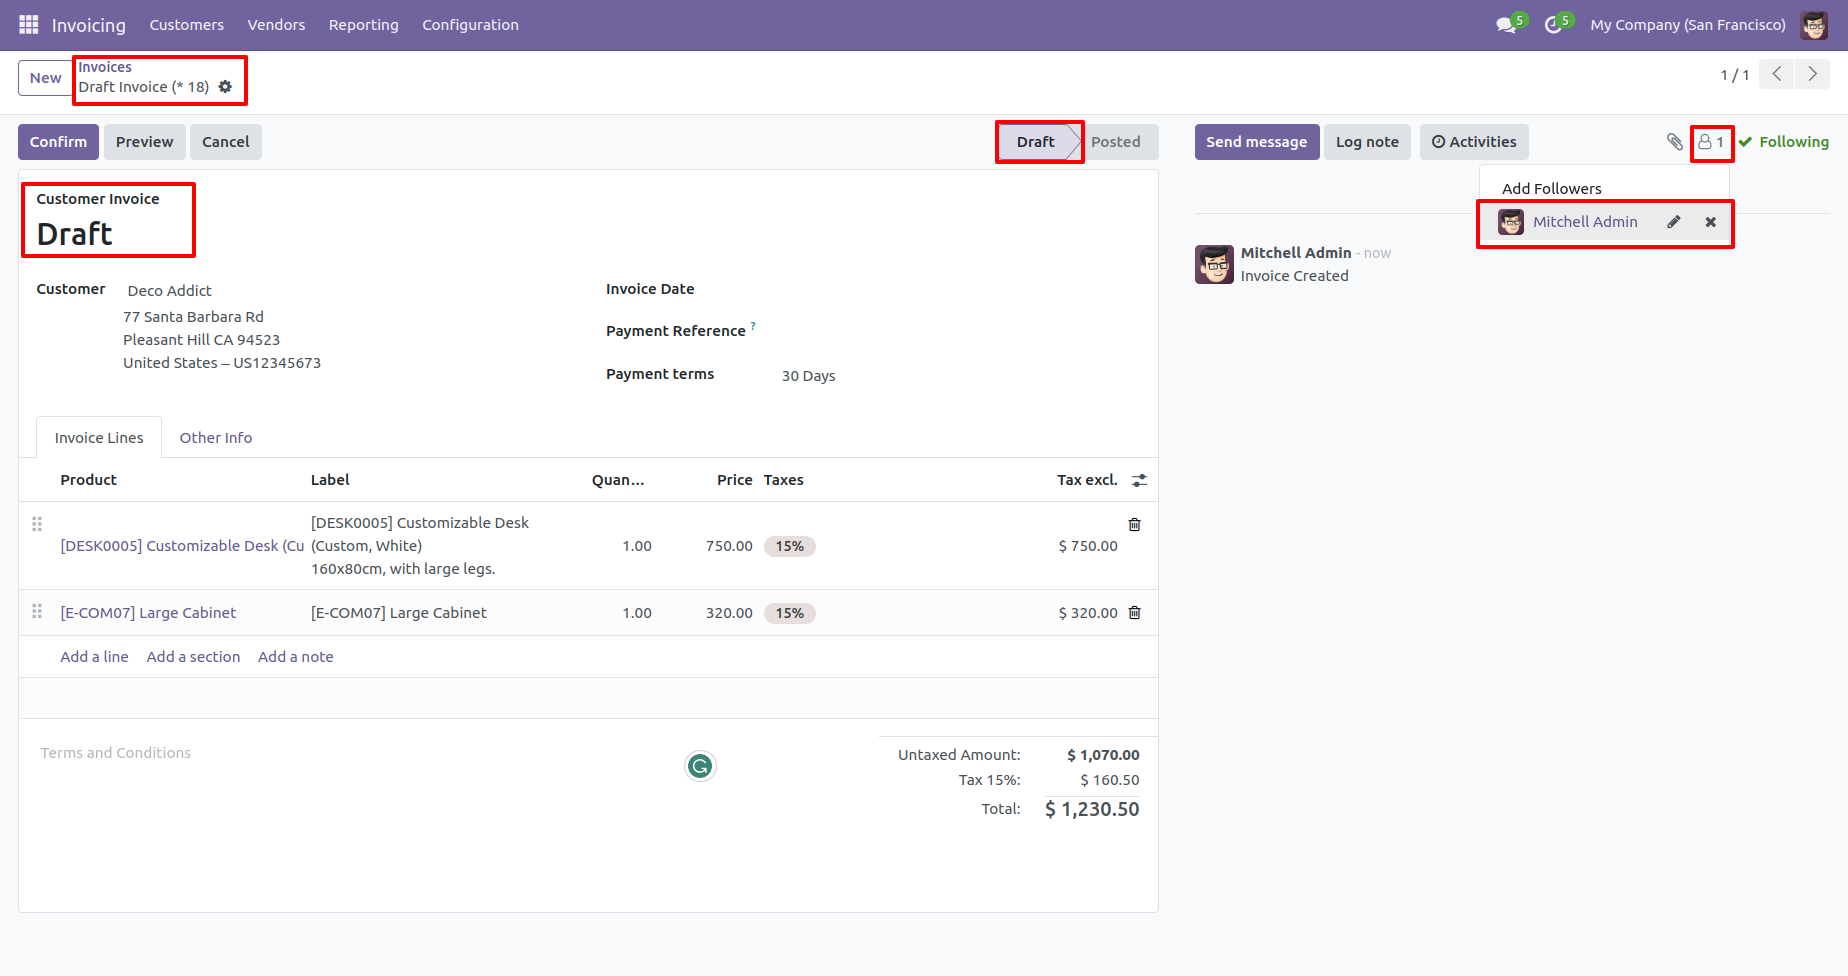 Invoicing Customers Vendors Reporting Configuration 5 5 My Company (San Francisco)
New Invoices
Draft Invoice (* 18) 1 / 1
Confirm Preview Cancel Draft Posted Send message Log note Activities 1 Following
Add Followers
Mitchell Admin
Customer Invoice
Draft
Mitchell Admin - now
Invoice Created
Customer Deco Addict
77 Santa Barbara Rd
Pleasant Hill CA 94523
United States – US12345673
Invoice Date
Payment Reference ?
Payment terms 30 Days
Invoice Lines Other Info
Product Label Quan... Price Taxes Tax excl.
[DESK0005] Customizable Desk (Cu
[DESK0005] Customizable Desk
(Custom, White)
160x80cm, with large legs.
1.00 750.00 15% $ 750.00
[E-COM07] Large Cabinet [E-COM07] Large Cabinet 1.00 320.00 15% $ 320.00
Add a line Add a section Add a note
Terms and Conditions
Untaxed Amount: $ 1,070.00
Tax 15%: $ 160.50
Total: $ 1,230.50